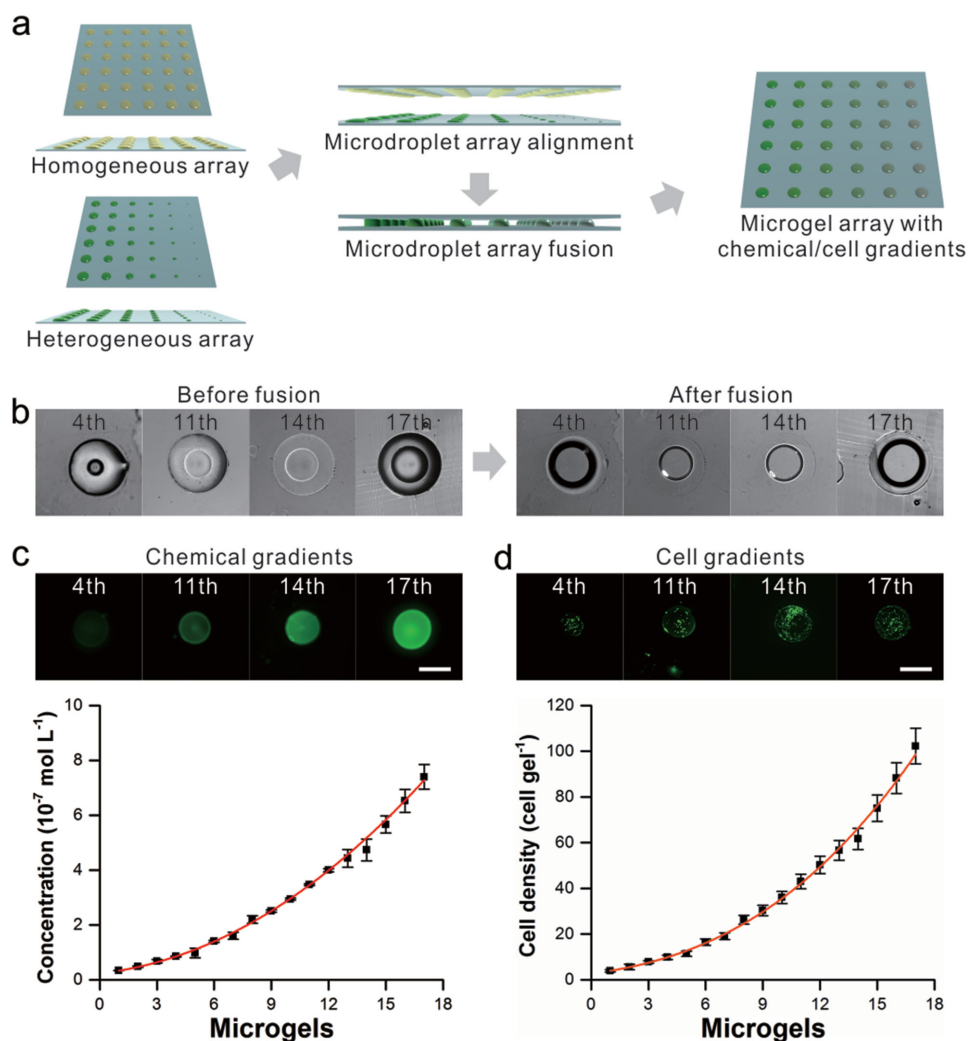 a
Homogeneous array
Heterogeneous array
Microdroplet array alignment
Microdroplet array fusion
Microgel array with
chemical/cell gradients
b
Before fusion
4th 11th 14th 17th
After fusion
4th 11th 14th 17th
c
Chemical gradients
4th 11th 14th 17th
10
8
6
4
2
0
Concentration (10⁻⁷ mol L⁻¹)
0 3 6 9 12 15 18
Microgels
d
Cell gradients
4th 11th 14th 17th
120
100
80
60
40
20
0
Cell density (cell gel⁻¹)
0 3 6 9 12 15 18
Microgels